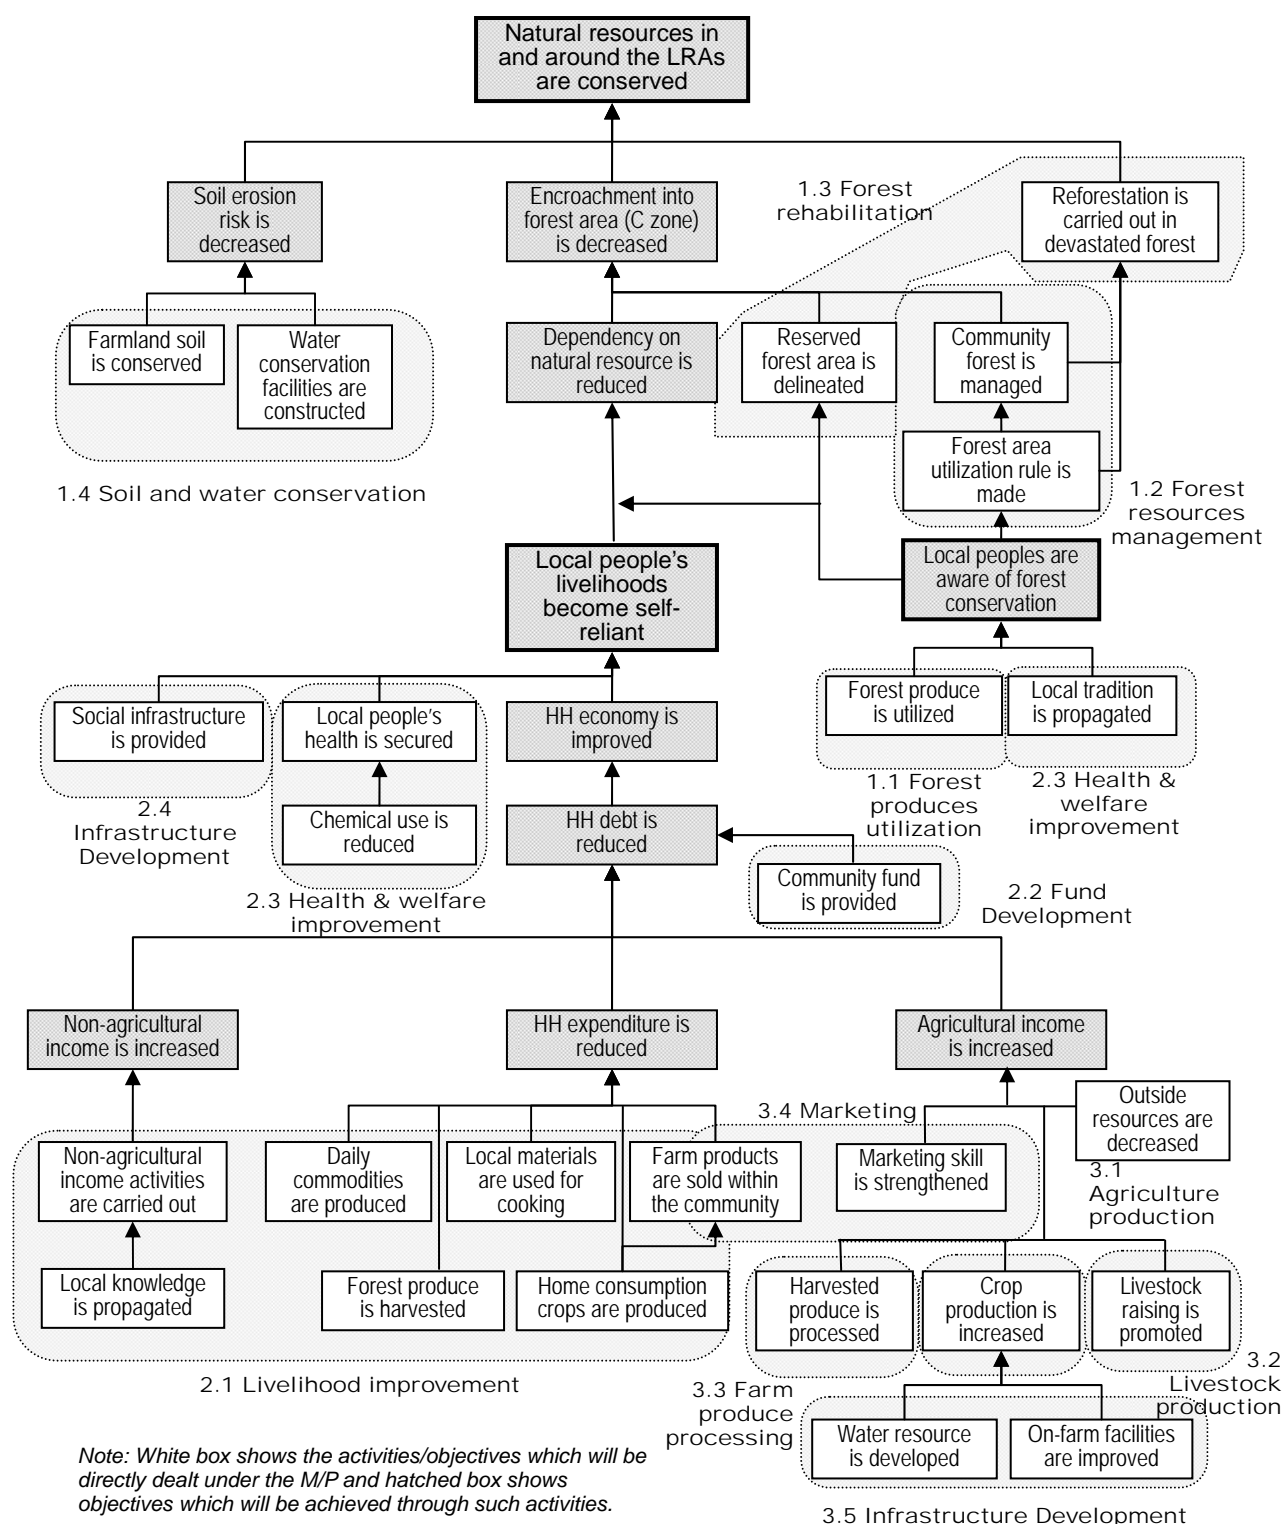 Natural resources in
and around the LRAs
are conserved
Soil erosion
risk is
decreased
Encroachment into
forest area (C zone)
is decreased
1.3 Forest
rehabilitation
Reforestation is
carried out in
devastated forest
Farmland soil
is conserved
Water
conservation
facilities are
constructed
Dependency on
natural resource is
reduced
Reserved
forest area is
delineated
Community
forest is
managed
Forest area
utilization rule is
made
1.4 Soil and water conservation
1.2 Forest
resources
management
Local people's
livelihoods
become self-
reliant
Local peoples are
aware of forest
conservation
Social infrastructure
is provided
Local people's
health is secured
HH economy is
improved
Forest produce
is utilized
Local tradition
is propagated
2.4
Infrastructure
Development
Chemical use is
reduced
HH debt is
reduced
1.1 Forest
produces
utilization
2.3 Health &
welfare
improvement
2.3 Health & welfare
improvement
Community fund
is provided
2.2 Fund
Development
Non-agricultural
income is increased
HH expenditure is
reduced
Agricultural income
is increased
Outside
resources are
decreased
3.4 Marketing
Non-agricultural
income activities
are carried out
Daily
commodities
are produced
Local materials
are used for
cooking
Farm products
are sold within
the community
Marketing skill
is strengthened
3.1
Agriculture
production
Local knowledge
is propagated
Forest produce
is harvested
Home consumption
crops are produced
Harvested
produce is
processed
Crop
production is
increased
Livestock
raising is
promoted
2.1 Livelihood improvement
3.3 Farm
produce
processing
3.2
Livestock
production
Water resource
is developed
On-farm facilities
are improved
Note: White box shows the activities/objectives which will be
directly dealt under the M/P and hatched box shows
objectives which will be achieved through such activities.
3.5 Infrastructure Development